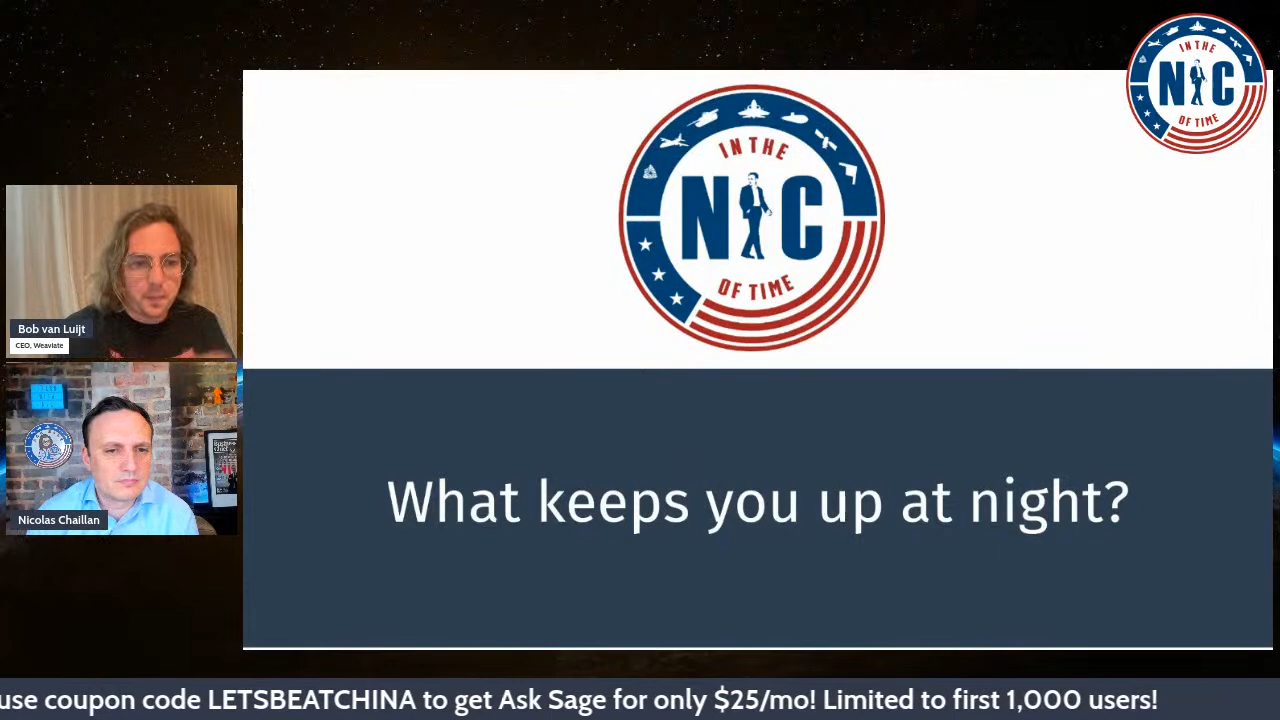 IN THE
NIC
OF TIME
IN THE
NIC
OF TIME
Bob van Luijt
CEO, Weaviate
Nicolas Chaillan
What keeps you up at night?
use coupon code LETSBEATCHINA to get Ask Sage for only $25/mo! Limited to first 1,000 users!